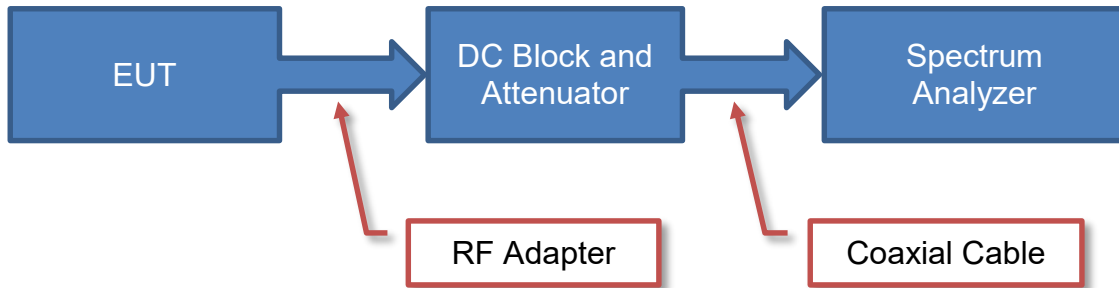 EUT
DC Block and
Attenuator
Spectrum
Analyzer
RF Adapter
Coaxial Cable